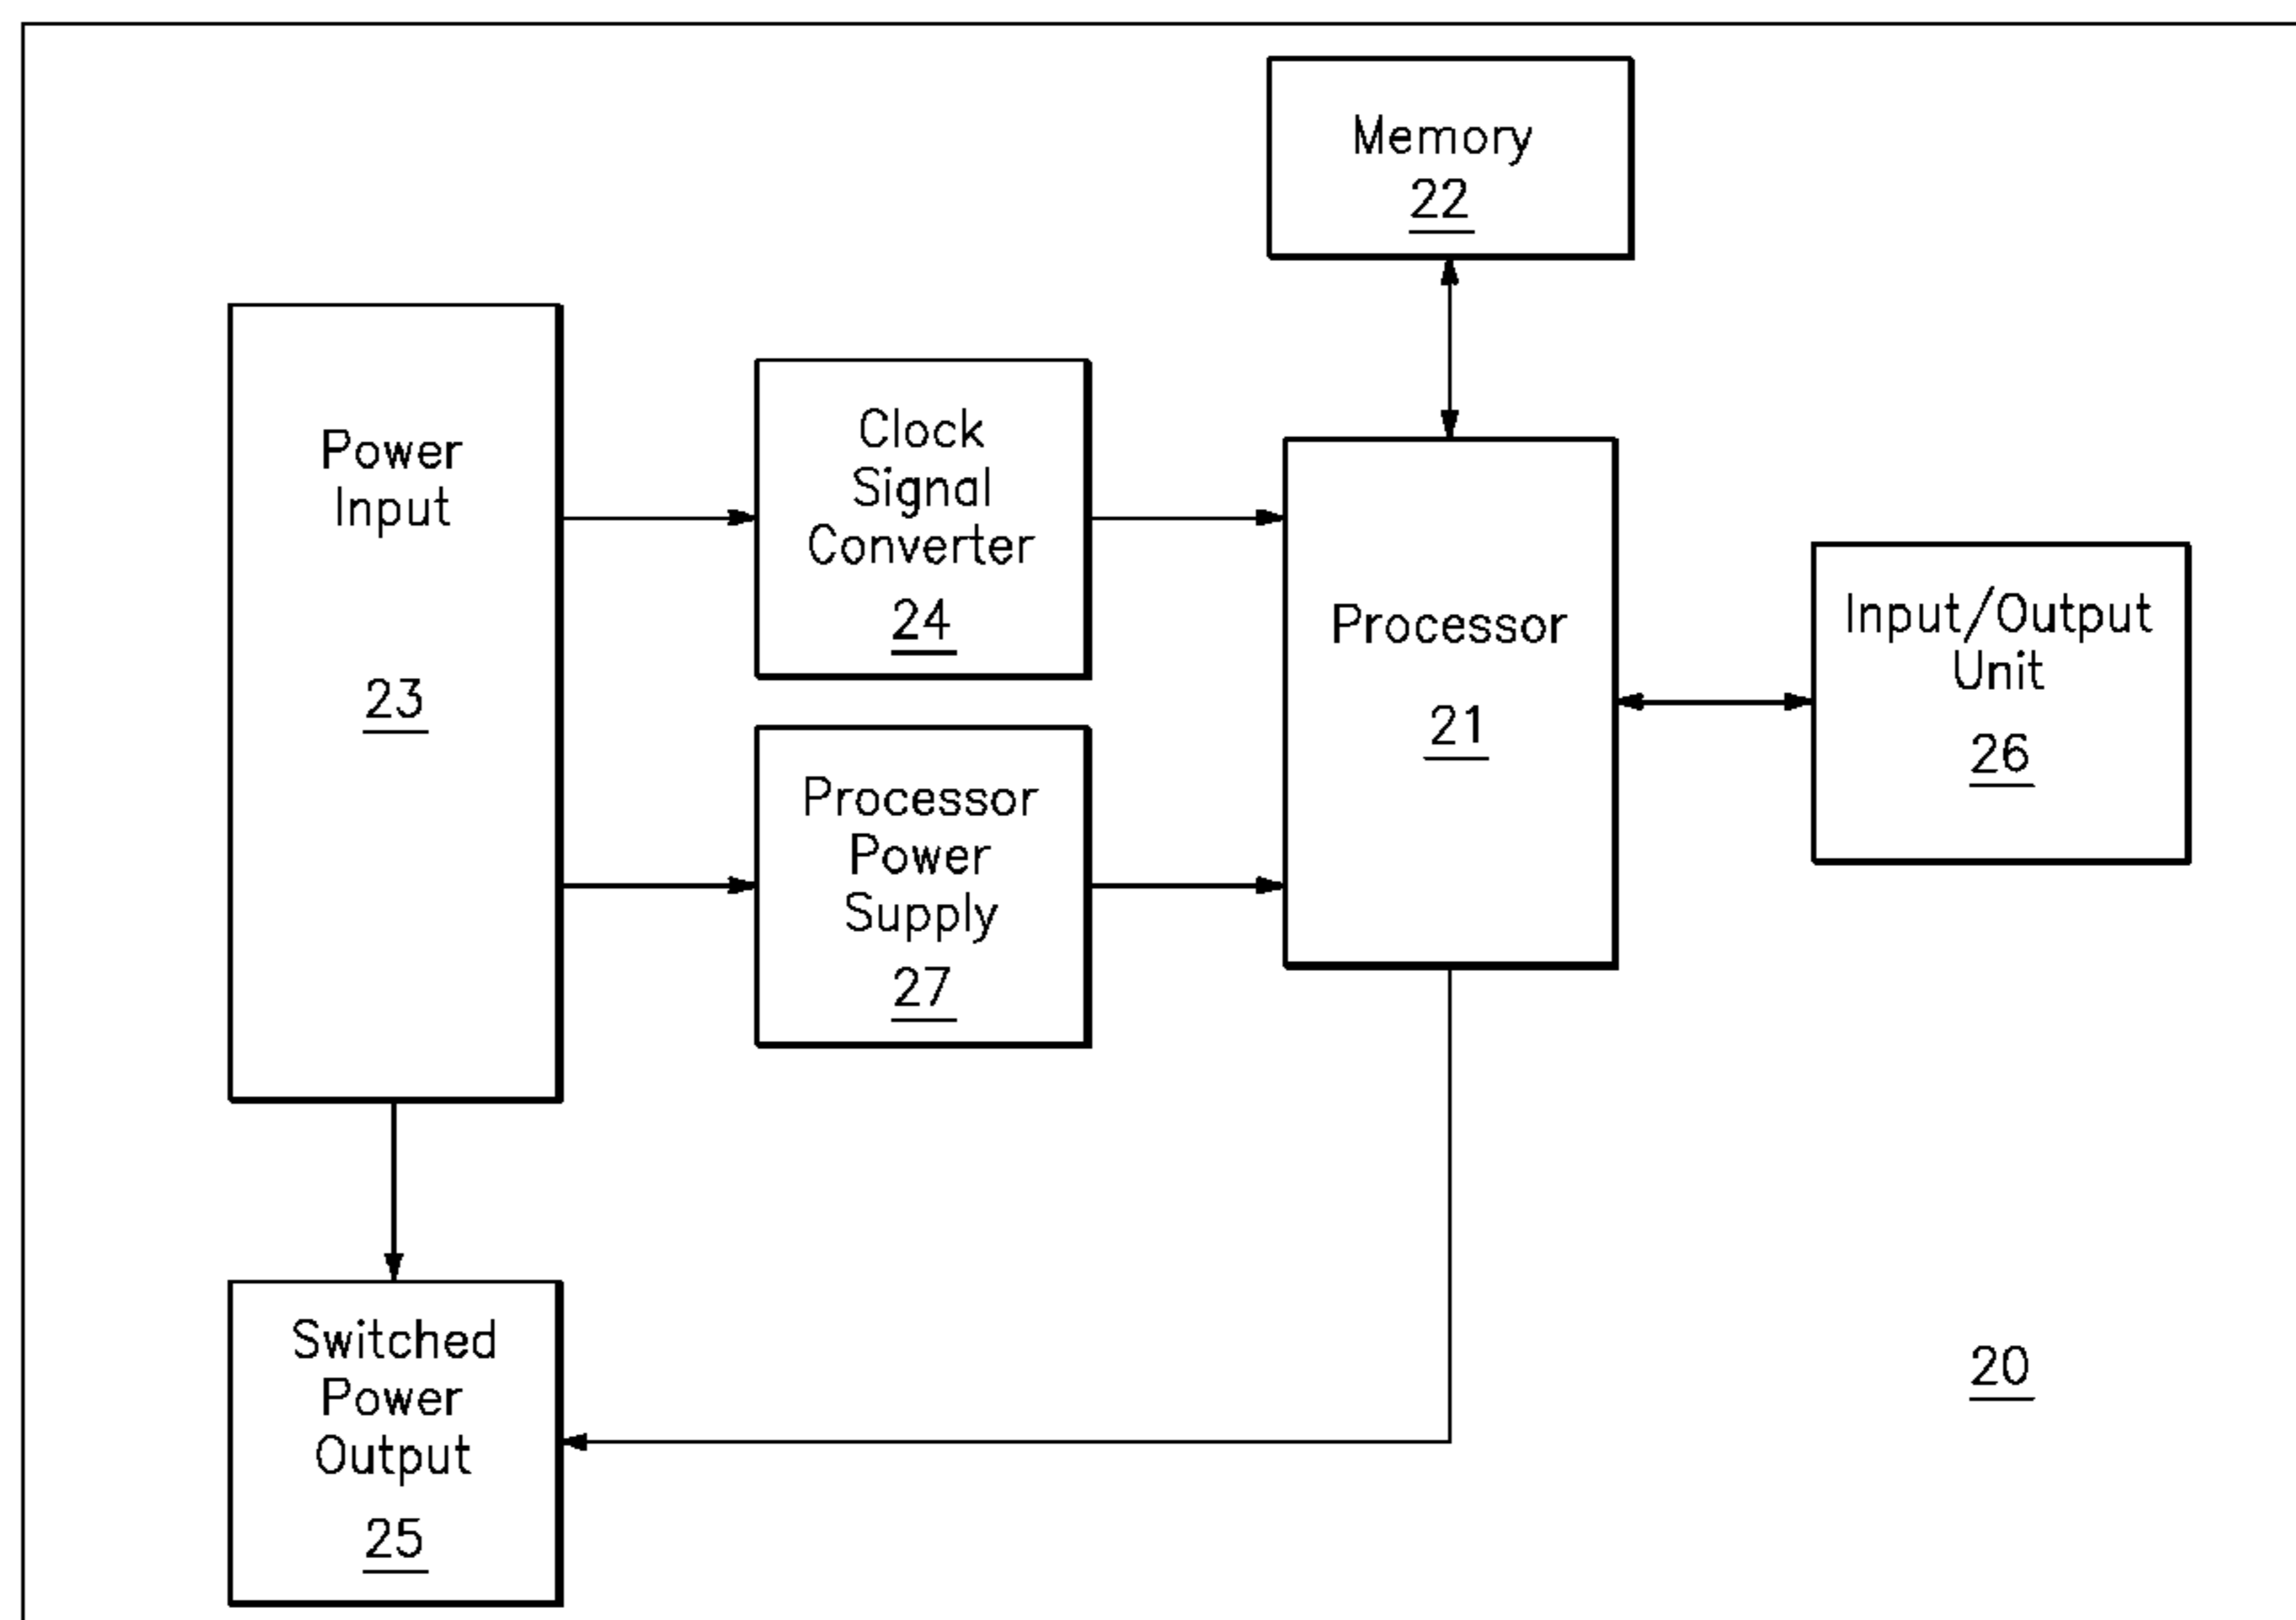 Memory
22
Power
Input
23
Clock
Signal
Converter
24
Processor
21
Input/Output
Unit
26
Processor
Power
Supply
27
Switched
Power
Output
25
20